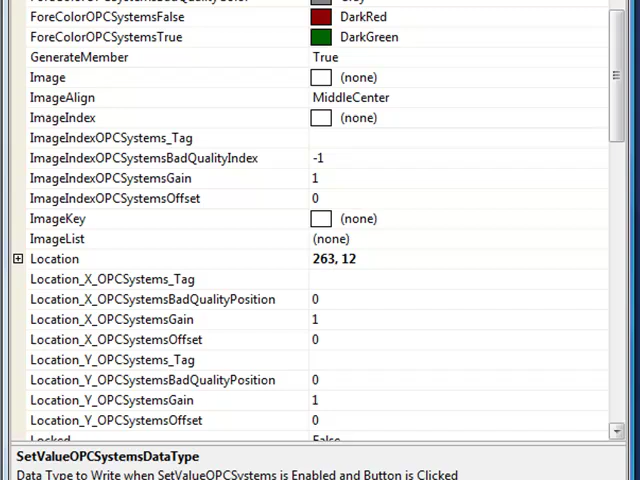 ForeColorOPCSystemsBadQualityColor Gray
ForeColorOPCSystemsFalse DarkRed
ForeColorOPCSystemsTrue DarkGreen
GenerateMember True
Image (none)
ImageAlign MiddleCenter
ImageIndex (none)
ImageIndexOPCSystems_Tag
ImageIndexOPCSystemsBadQualityIndex -1
ImageIndexOPCSystemsGain 1
ImageIndexOPCSystemsOffset 0
ImageKey (none)
ImageList (none)
Location 263, 12
Location_X_OPCSystems_Tag
Location_X_OPCSystemsBadQualityPosition 0
Location_X_OPCSystemsGain 1
Location_X_OPCSystemsOffset 0
Location_Y_OPCSystems_Tag
Location_Y_OPCSystemsBadQualityPosition 0
Location_Y_OPCSystemsGain 1
Location_Y_OPCSystemsOffset 0
Locked False
SetValueOPCSystemsDataType
Data Type to Write when SetValueOPCSystems is Enabled and Button is Clicked